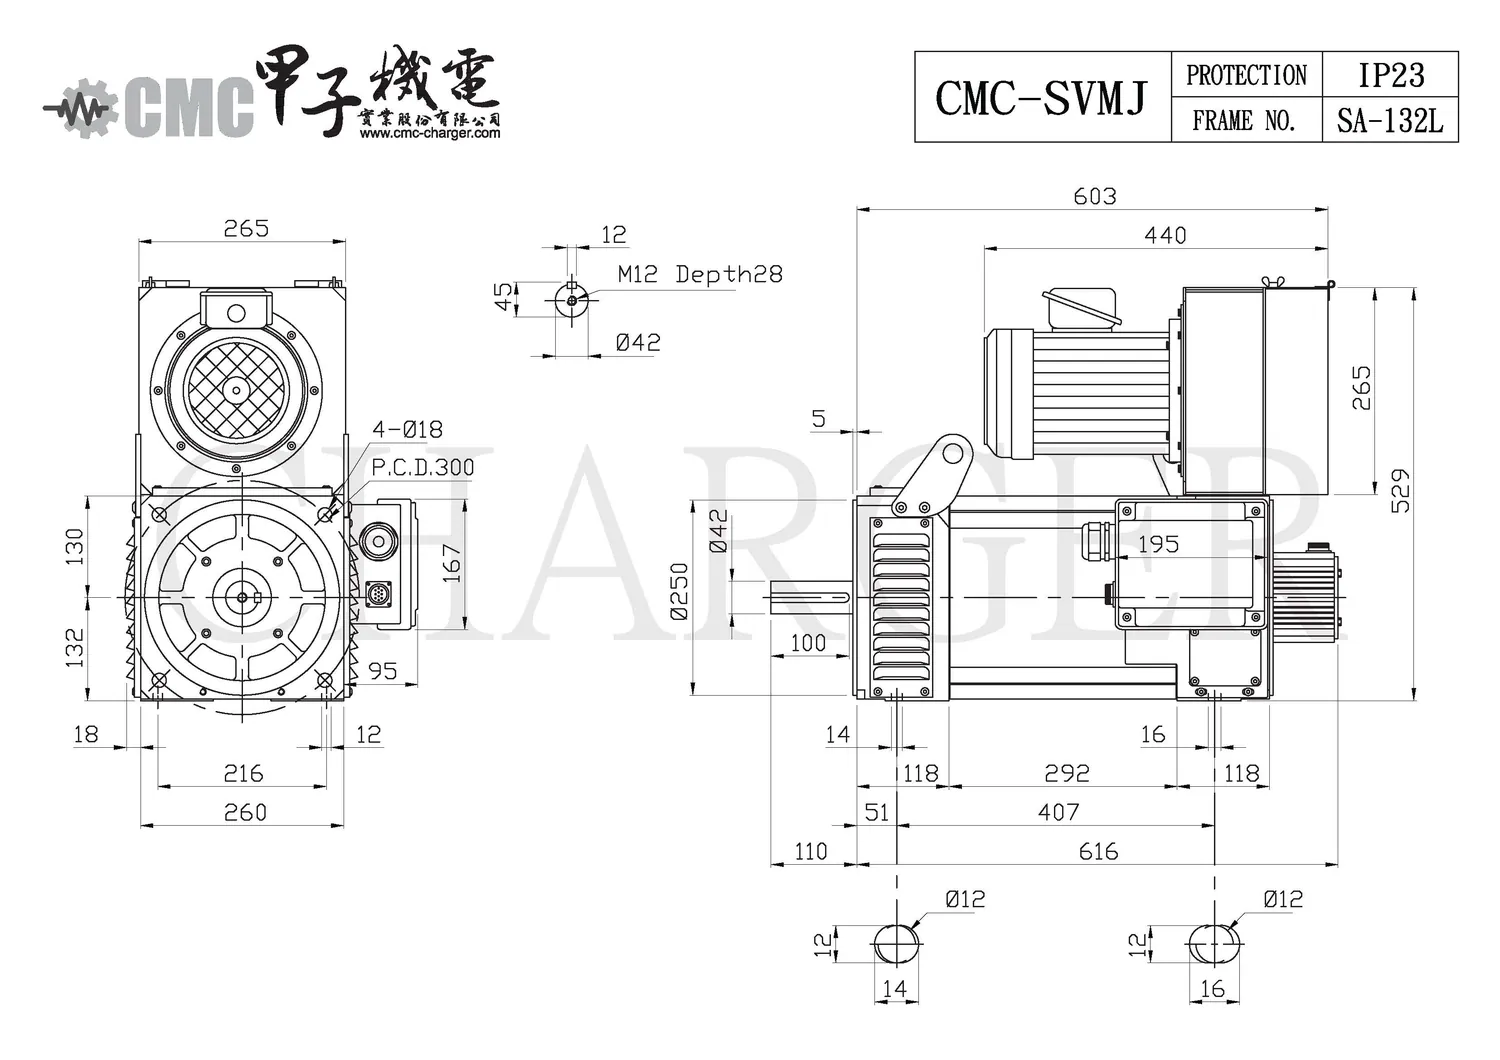 CMC 甲子機電
實業股份有限公司
www.cmc-charger.com
CMC-SVMJ
PROTECTION
IP23
FRAME NO.
SA-132L
265
12
M12 Depth28
45
Ø42
603
440
4-Ø18
P.C.D.300
5
265
529
130
132
167
95
18
12
216
260
Ø42
Ø250
100
195
14
16
118
292
118
51
407
110
616
Ø12
12
14
Ø12
12
16
CHARGER